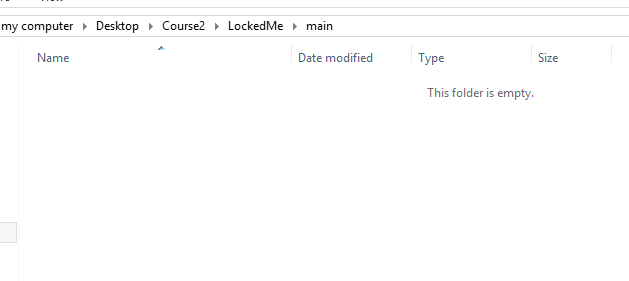 my computer Desktop Course2 LockedMe main
Name Date modified Type Size
This folder is empty.